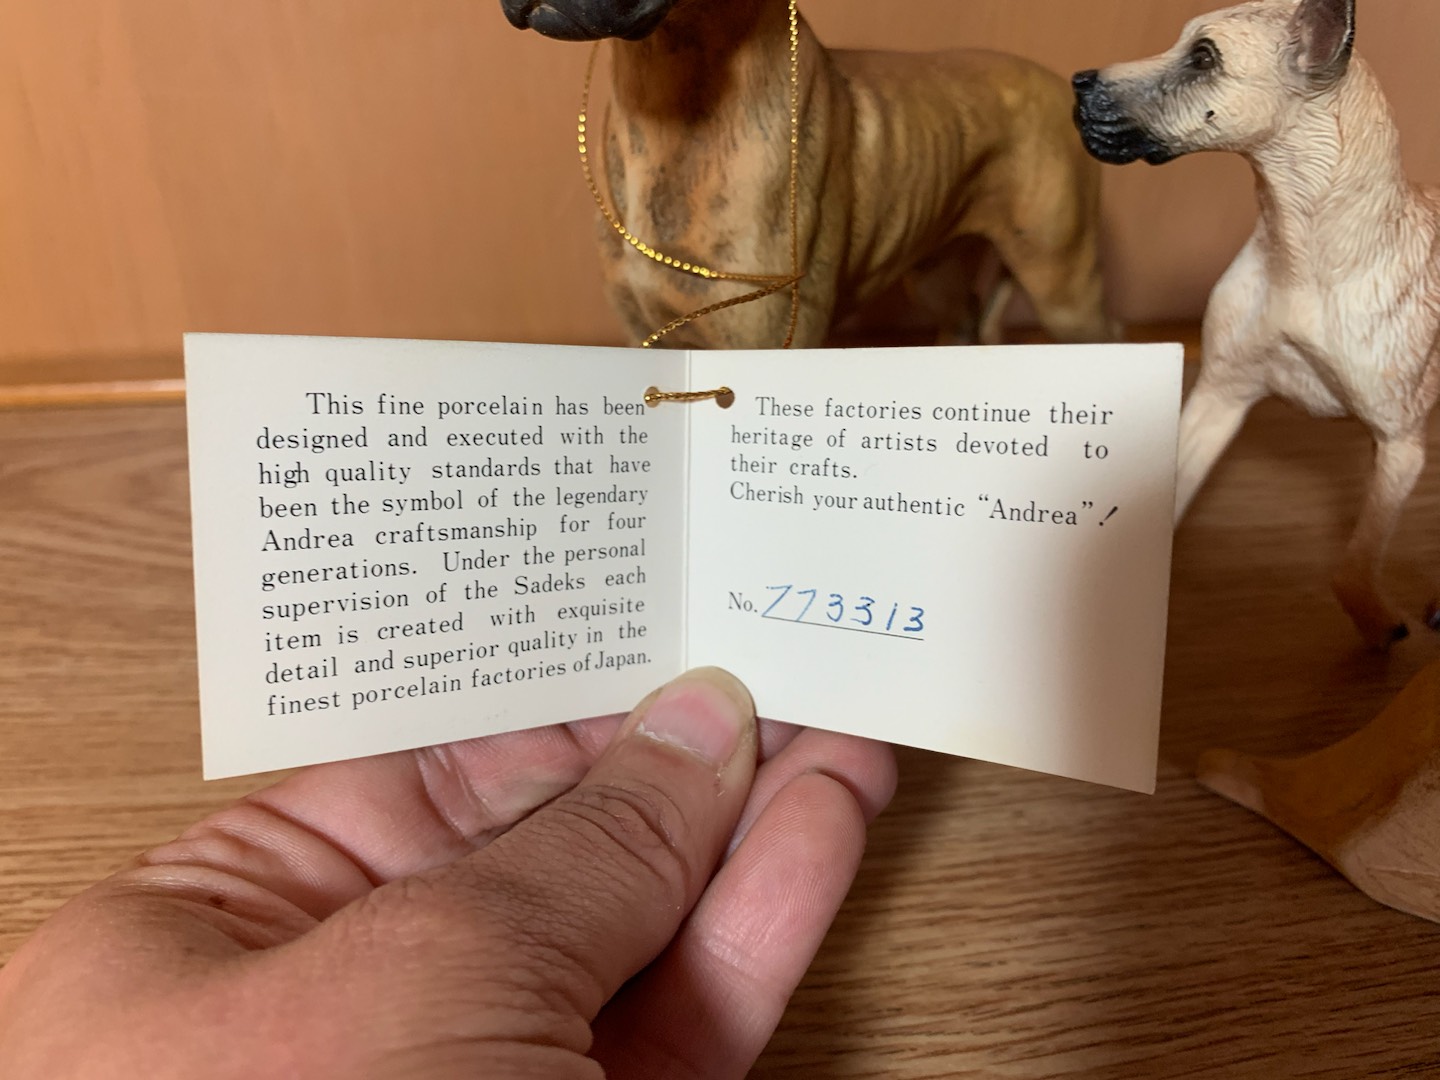 This fine porcelain has been
designed and executed with the
high quality standards that have
been the symbol of the legendary
Andrea craftsmanship for four
generations. Under the personal
supervision of the Sadeks each
item is created with exquisite
detail and superior quality in the
finest porcelain factories of Japan.
These factories continue their
heritage of artists devoted to
their crafts.
Cherish your authentic “Andrea”!
No. 773313